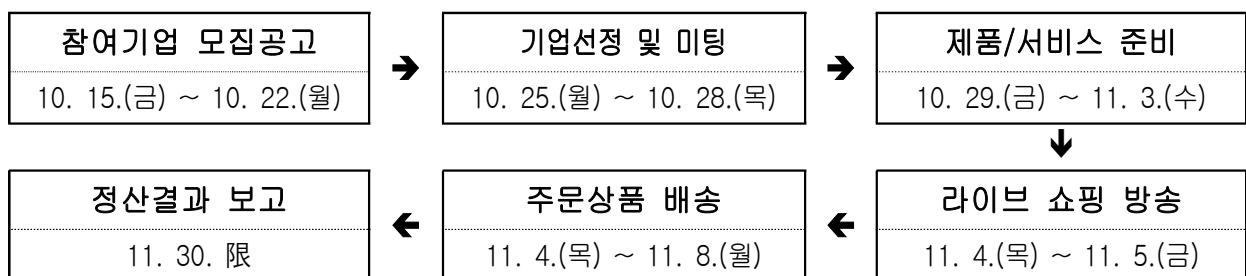 참여기업 모집공고
10. 15.(금) ~ 10. 22.(월)
➔
기업선정 및 미팅
10. 25.(월) ~ 10. 28.(목)
➔
제품/서비스 준비
10. 29.(금) ~ 11. 3.(수)
🡻
라이브 쇼핑 방송
11. 4.(목) ~ 11. 5.(금)
🡸
주문상품 배송
11. 4.(목) ~ 11. 8.(월)
🡸
정산결과 보고
11. 30. 限